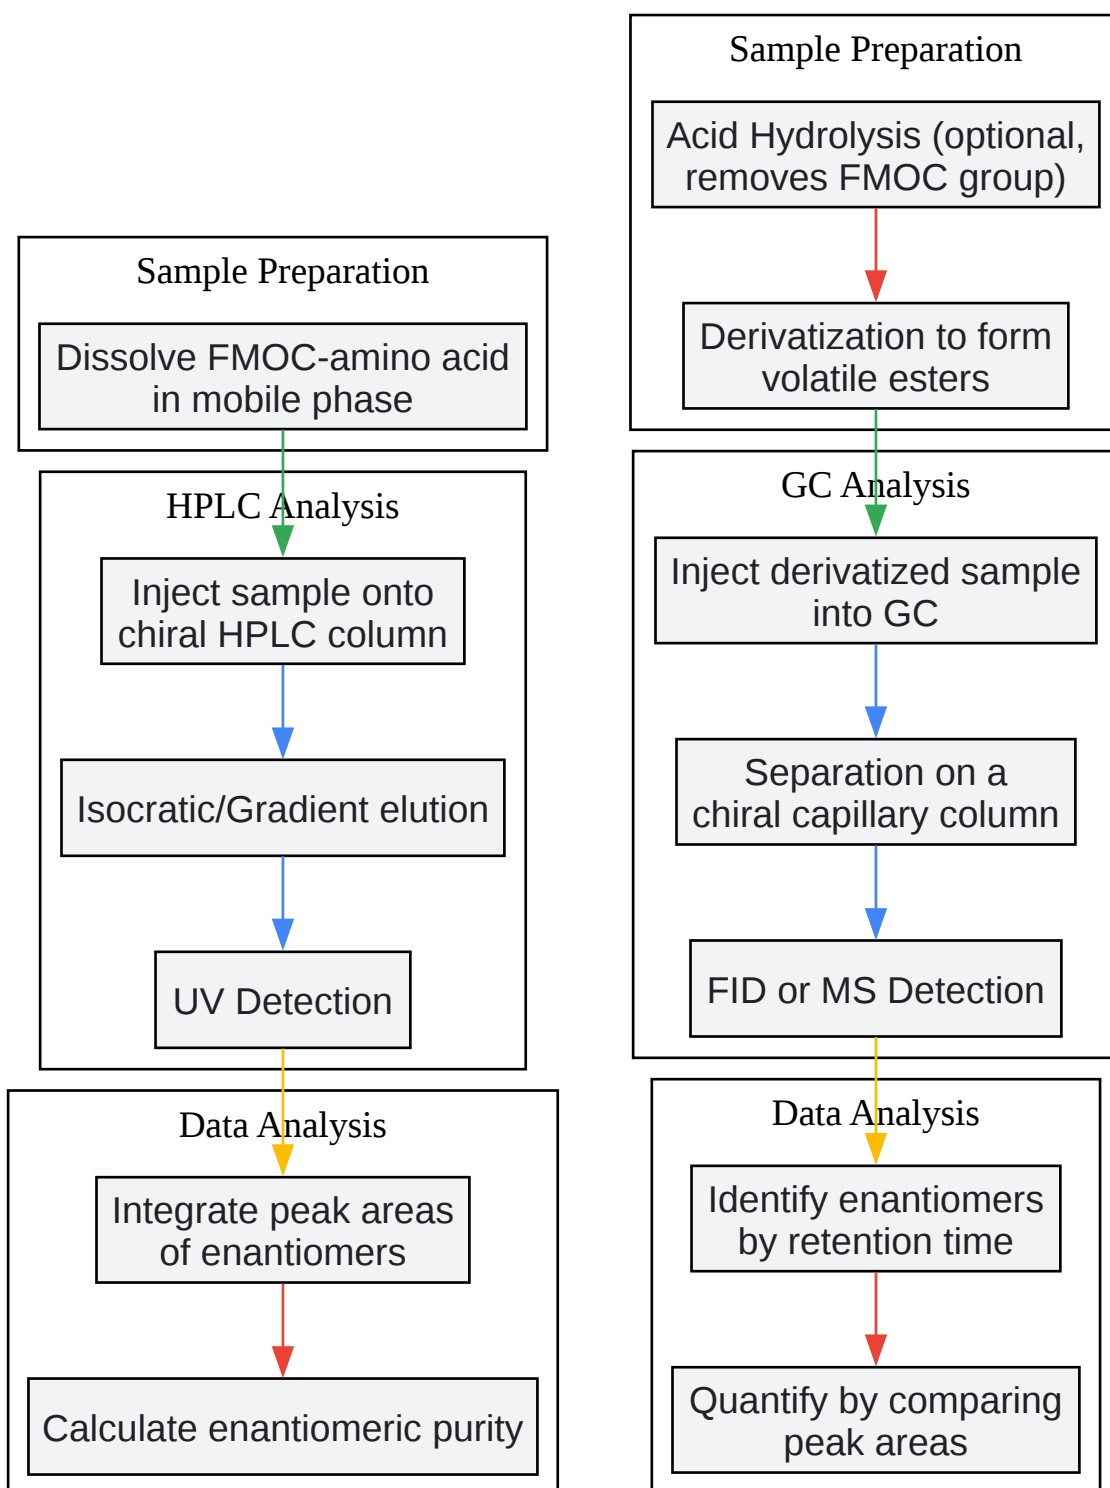 Sample Preparation
Dissolve FMOC-amino acid
in mobile phase
HPLC Analysis
Inject sample onto
chiral HPLC column
Isocratic/Gradient elution
UV Detection
Data Analysis
Integrate peak areas
of enantiomers
Calculate enantiomeric purity
Sample Preparation
Acid Hydrolysis (optional,
removes FMOC group)
Derivatization to form
volatile esters
GC Analysis
Inject derivatized sample
into GC
Separation on a
chiral capillary column
FID or MS Detection
Data Analysis
Identify enantiomers
by retention time
Quantify by comparing
peak areas